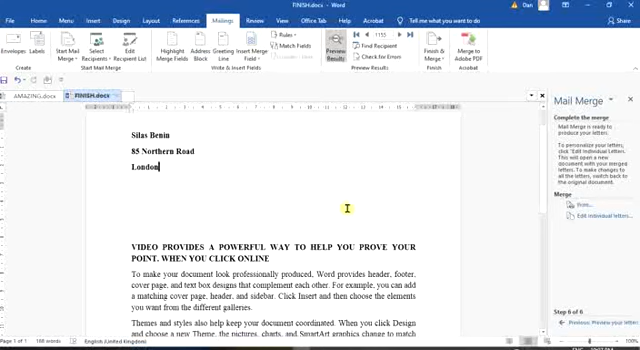 FINISH.docx - Word
Dan
File Home Insert Design Layout References Mailings Review View Office Tab Help Acrobat Tell me what you want to do
Envelopes Labels
Start Mail Merge
Select Recipients
Edit Recipient List
Start Mail Merge
Highlight Merge Fields
Address Block
Greeting Line
Insert Merge Field
Rules
Match Fields
Write & Insert Fields
Preview Results
1155
Find Recipient
Check for Errors
Preview Results
Finish & Merge
Finish
Merge to Adobe PDF
Acrobat
AMAZING.docx
FINISH.docx
Silas Benin
85 Northern Road
London
VIDEO PROVIDES A POWERFUL WAY TO HELP YOU PROVE YOUR
POINT. WHEN YOU CLICK ONLINE
To make your document look professionally produced, Word provides header, footer,
cover page, and text box designs that complement each other. For example, you can add
a matching cover page, header, and sidebar. Click Insert and then choose the elements
you want from the different galleries.
Themes and styles also help keep your document coordinated. When you click Design
and choose a new Theme, the pictures, charts, and SmartArt graphics change to match
Mail Merge
Complete the merge
Mail Merge is ready to
produce your letters.
To personalize your letters,
click "Edit Individual Letters."
This will open a new
document with your merged
letters. To make changes to
all the letters, switch back to
the original document.
Merge
Print...
Edit individual letters...
Step 6 of 6
Previous: Preview your letters
Page 1 of 1 188 words English (United Kingdom)